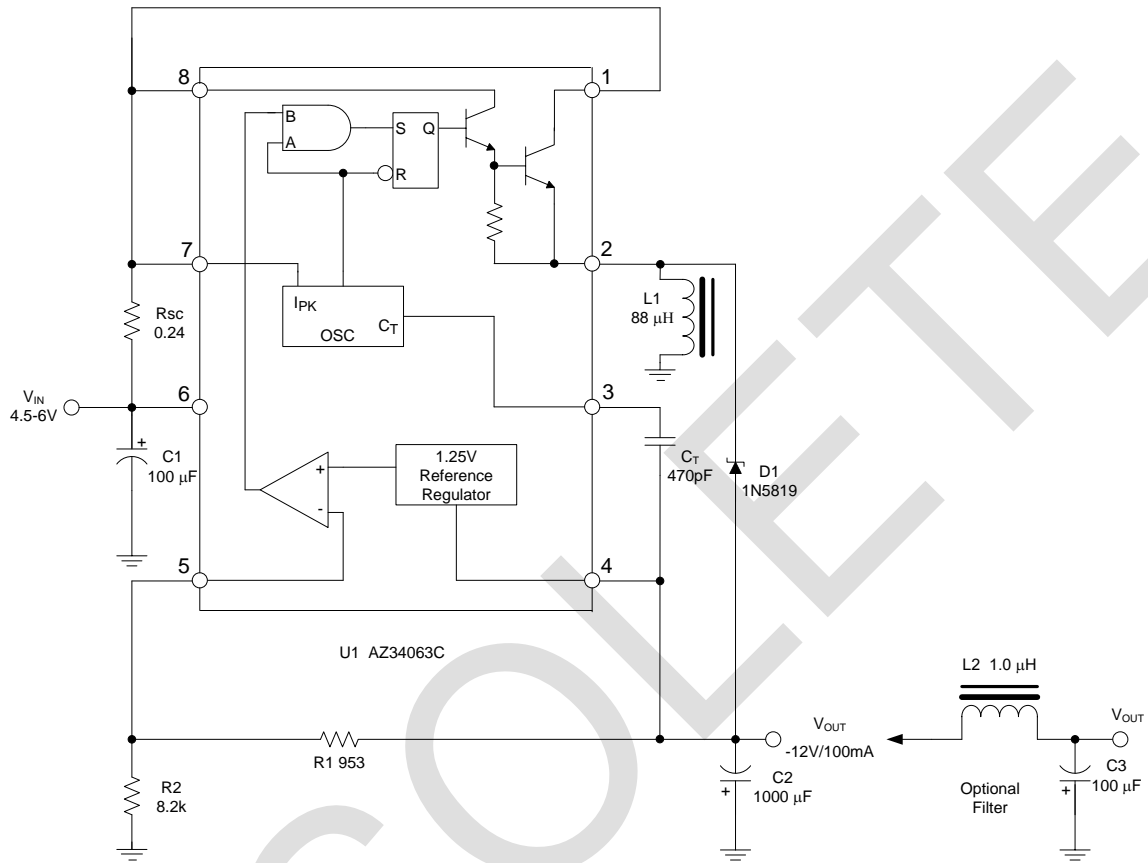 8
1
B
A
S Q
R
7
2
IPK
CT
OSC
Rsc
0.24
L1
88 µH
VIN
4.5-6V
6
3
+
C1
100 µF
CT
470pF
D1
1N5819
1.25V
Reference
Regulator
+
-
5
4
U1 AZ34063C
L2 1.0 µH
VOUT
-12V/100mA
VOUT
R1 953
R2
8.2k
C2
1000 µF
+
Optional
Filter
C3
100 µF
+
OLETE